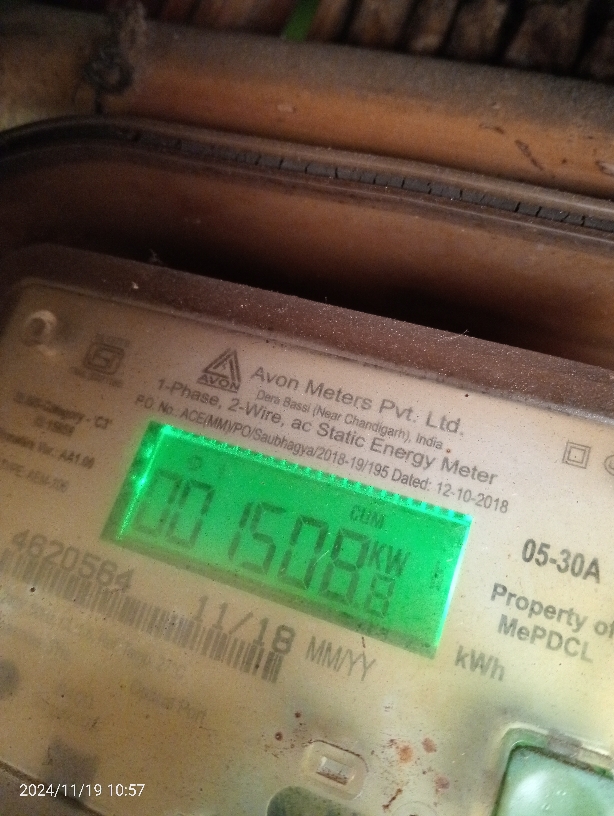 AVON
Avon Meters Pvt. Ltd.
Dera Bassi (Near Chandigarh), India
1-Phase, 2-Wire, ac Static Energy Meter
P.O. No.: ACE(MM)/PO/Saubhagya/2018-19/195 Dated: 12-10-2018
CUM
001508.8 KW
05-30A
Property of
MePDCL
4620564
11/18 MM/YY
kWh
2024/11/19 10:57